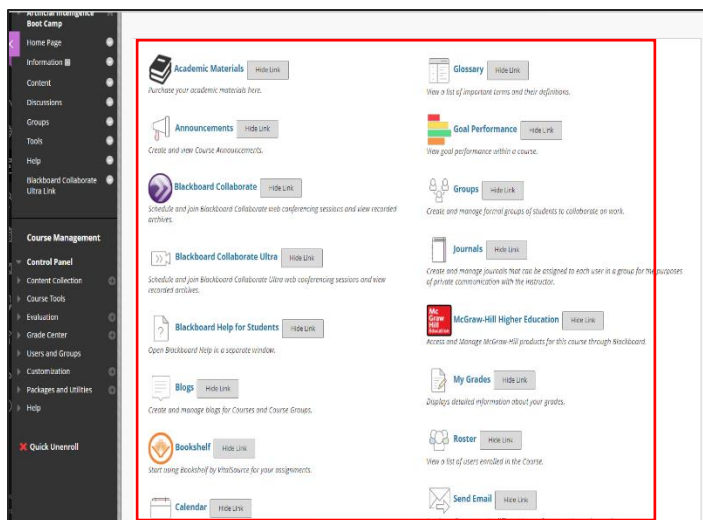 Artificial Intelligence
Boot Camp
Home Page
Information
Content
Discussions
Groups
Tools
Help
Blackboard Collaborate
Ultra Link
Course Management
Control Panel
Content Collection
Course Tools
Evaluation
Grade Center
Users and Groups
Customization
Packages and Utilities
Help
Quick Unenroll
Academic Materials Hide Link
Purchase your academic materials here.
Announcements Hide Link
Create and view Course Announcements.
Blackboard Collaborate Hide Link
Schedule and join Blackboard Collaborate web conferencing sessions and view recorded
archives.
Blackboard Collaborate Ultra Hide Link
Schedule and join Blackboard Collaborate Ultra web conferencing sessions and view
recorded archives.
Blackboard Help for Students Hide Link
Open Blackboard Help in a separate window.
Blogs Hide Link
Create and manage blogs for Courses and Course Groups.
Bookshelf Hide Link
Start using Bookshelf by VitalSource for your assignments.
Calendar Hide Link
Glossary Hide Link
View a list of important terms and their definitions.
Goal Performance Hide Link
View goal performance within a course.
Groups Hide Link
Create and manage formal groups of students to collaborate on work.
Journals Hide Link
Create and manage journals that can be assigned to each user in a group for the purposes
of private communication with the instructor.
Mc
Graw
Hill
Education
McGraw-Hill Higher Education Hide Link
Access and Manage McGraw-Hill products for this course through Blackboard.
My Grades Hide Link
Displays detailed information about your grades.
Roster Hide Link
View a list of users enrolled in the Course.
Send Email Hide Link